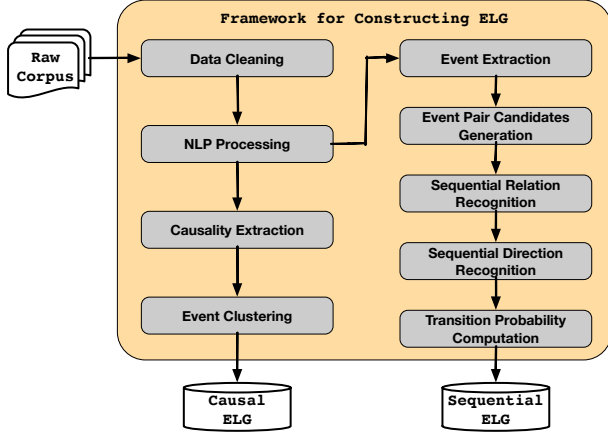 Framework for Constructing ELG
Raw
Corpus
Data Cleaning
NLP Processing
Causality Extraction
Event Clustering
Causal
ELG
Event Extraction
Event Pair Candidates
Generation
Sequential Relation
Recognition
Sequential Direction
Recognition
Transition Probability
Computation
Sequential
ELG